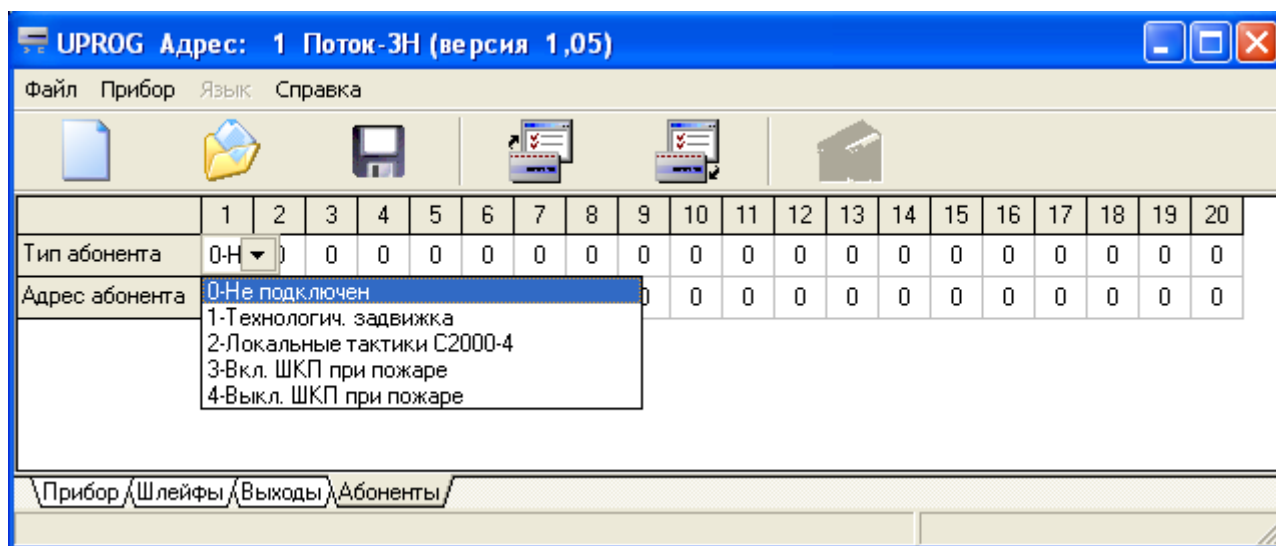 UPROG Адрес: 1 Поток-3Н (версия 1,05)
Файл Прибор Язык Справка
1 2 3 4 5 6 7 8 9 10 11 12 13 14 15 16 17 18 19 20
Тип абонента 0-Н 0 0 0 0 0 0 0 0 0 0 0 0 0 0 0 0 0 0
Адрес абонента 0 0 0 0 0 0 0 0 0 0 0
0-Не подключен
1-Технологич. задвижка
2-Локальные тактики С2000-4
3-Вкл. ШКП при пожаре
4-Выкл. ШКП при пожаре
Прибор Шлейфы Выходы Абоненты